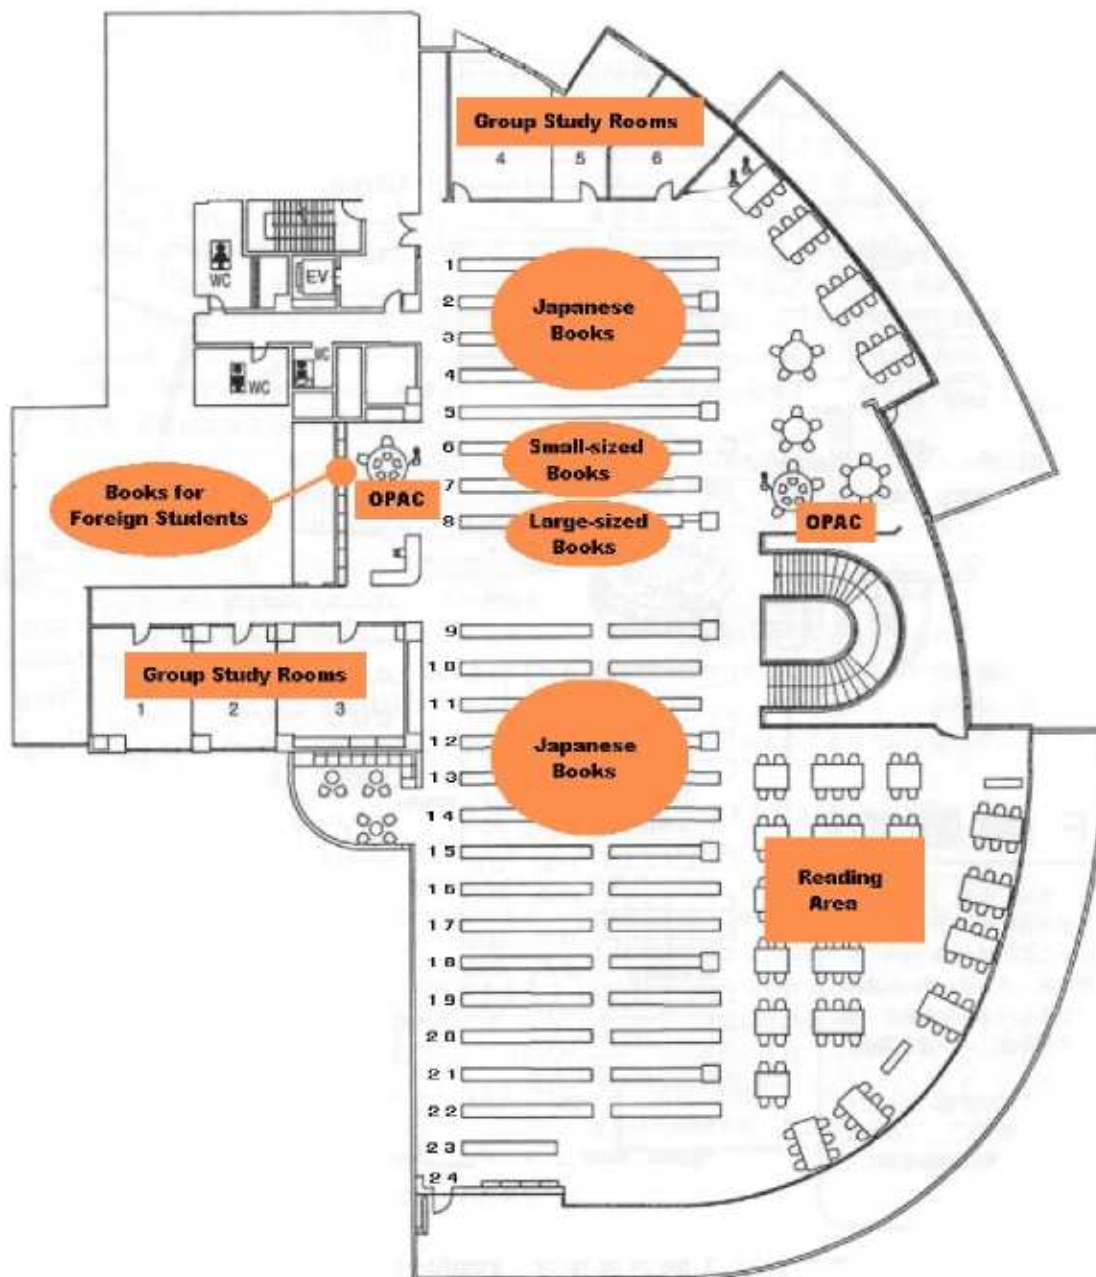 Group Study Rooms
4 5 6
WC
EV
1
Japanese
Books
2
3
WC
4
WC
5
6
Small-sized
Books
7
Books for
Foreign Students
OPAC
8
Large-sized
Books
OPAC
9
Group Study Rooms
1 2 3
10
11
12
Japanese
Books
13
14
15
16
Reading
Area
17
18
19
20
21
22
23
24